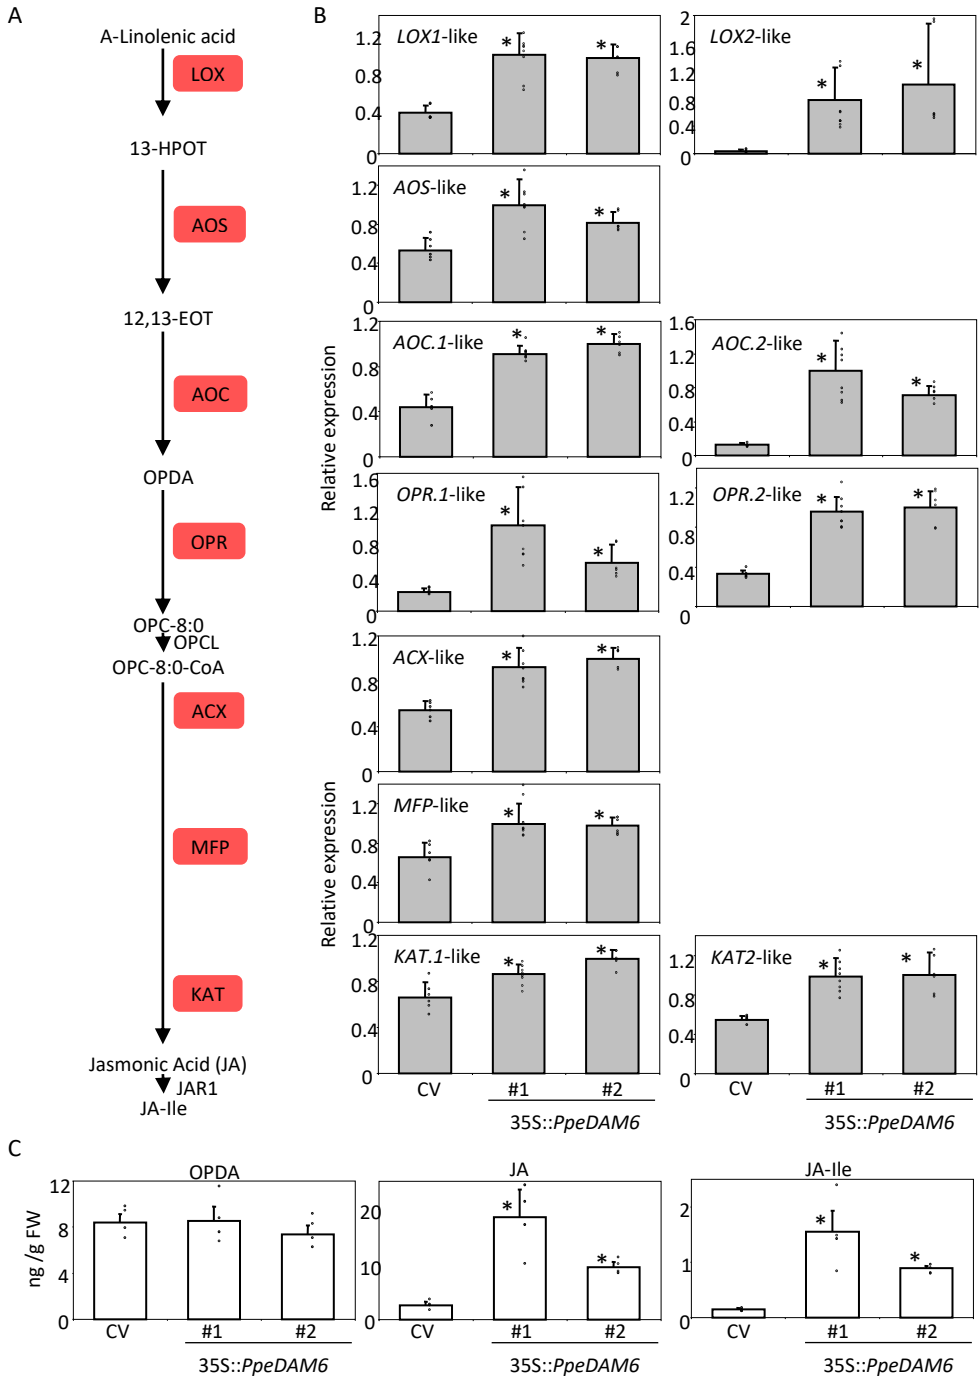 A
A-Linolenic acid
LOX
13-HPOT
AOS
12,13-EOT
AOC
OPDA
OPR
OPC-8:0
OPCL
OPC-8:0-CoA
ACX
MFP
KAT
Jasmonic Acid (JA)
JAR1
JA-Ile
B
Relative expression
Relative expression
LOX1-like
1.2
0.8
0.4
0
* *
LOX2-like
2
1.6
1.2
0.8
0.4
0
* *
AOS-like
1.2
0.8
0.4
0
* *
AOC.1-like
1.2
0.8
0.4
0
* *
AOC.2-like
1.6
1.2
0.8
0.4
0
* *
OPR.1-like
1.6
1.2
0.8
0.4
0
* *
OPR.2-like
1.2
0.8
0.4
0
* *
ACX-like
1.2
0.8
0.4
0
* *
MFP-like
1.2
0.8
0.4
0
* *
KAT.1-like
1.2
0.8
0.4
0
* *
CV #1 #2
35S::PpeDAM6
KAT2-like
1.2
0.8
0.4
0
* *
CV #1 #2
35S::PpeDAM6
C
OPDA
ng /g FW
12
8
4
0
CV #1 #2
35S::PpeDAM6
JA
20
10
0
* *
CV #1 #2
35S::PpeDAM6
JA-Ile
2
1
0
* *
CV #1 #2
35S::PpeDAM6